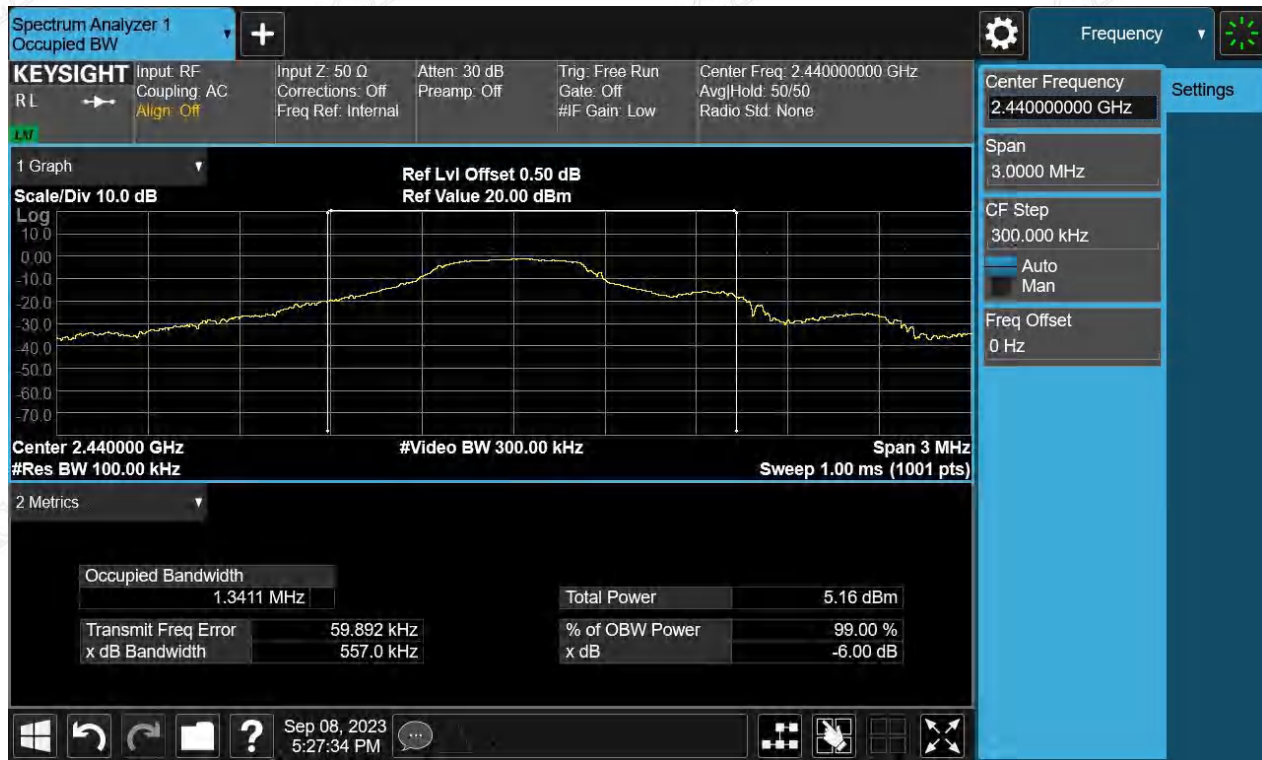 Spectrum Analyzer 1
Occupied BW
+
Frequency
KEYSIGHT
RL
Input: RF
Coupling: AC
Align: Off
Input Z: 50 Ω
Corrections: Off
Freq Ref: Internal
Atten: 30 dB
Preamp: Off
Trig: Free Run
Gate: Off
#IF Gain: Low
Center Freq: 2.440000000 GHz
Avg|Hold: 50/50
Radio Std: None
LXI
1 Graph
Scale/Div 10.0 dB
Ref Lvl Offset 0.50 dB
Ref Value 20.00 dBm
Log
10.0
0.00
-10.0
-20.0
-30.0
-40.0
-50.0
-60.0
-70.0
Center 2.440000 GHz
#Video BW 300.00 kHz
Span 3 MHz
#Res BW 100.00 kHz
Sweep 1.00 ms (1001 pts)
2 Metrics
Occupied Bandwidth
1.3411 MHz
Total Power 5.16 dBm
Transmit Freq Error 59.892 kHz
% of OBW Power 99.00 %
x dB Bandwidth 557.0 kHz
x dB -6.00 dB
?
Sep 08, 2023
5:27:34 PM
Center Frequency
2.440000000 GHz
Settings
Span
3.0000 MHz
CF Step
300.000 kHz
Auto
Man
Freq Offset
0 Hz